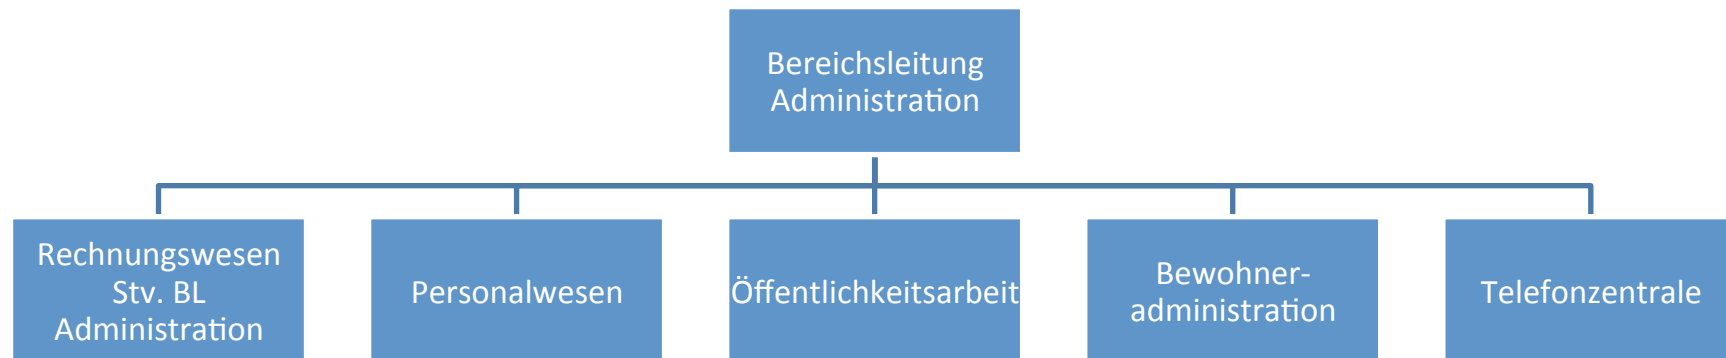 Bereichsleitung
Administration
Rechnungswesen
Stv. BL
Administration
Personalwesen
Öffentlichkeitsarbeit
Bewohner-
administration
Telefonzentrale